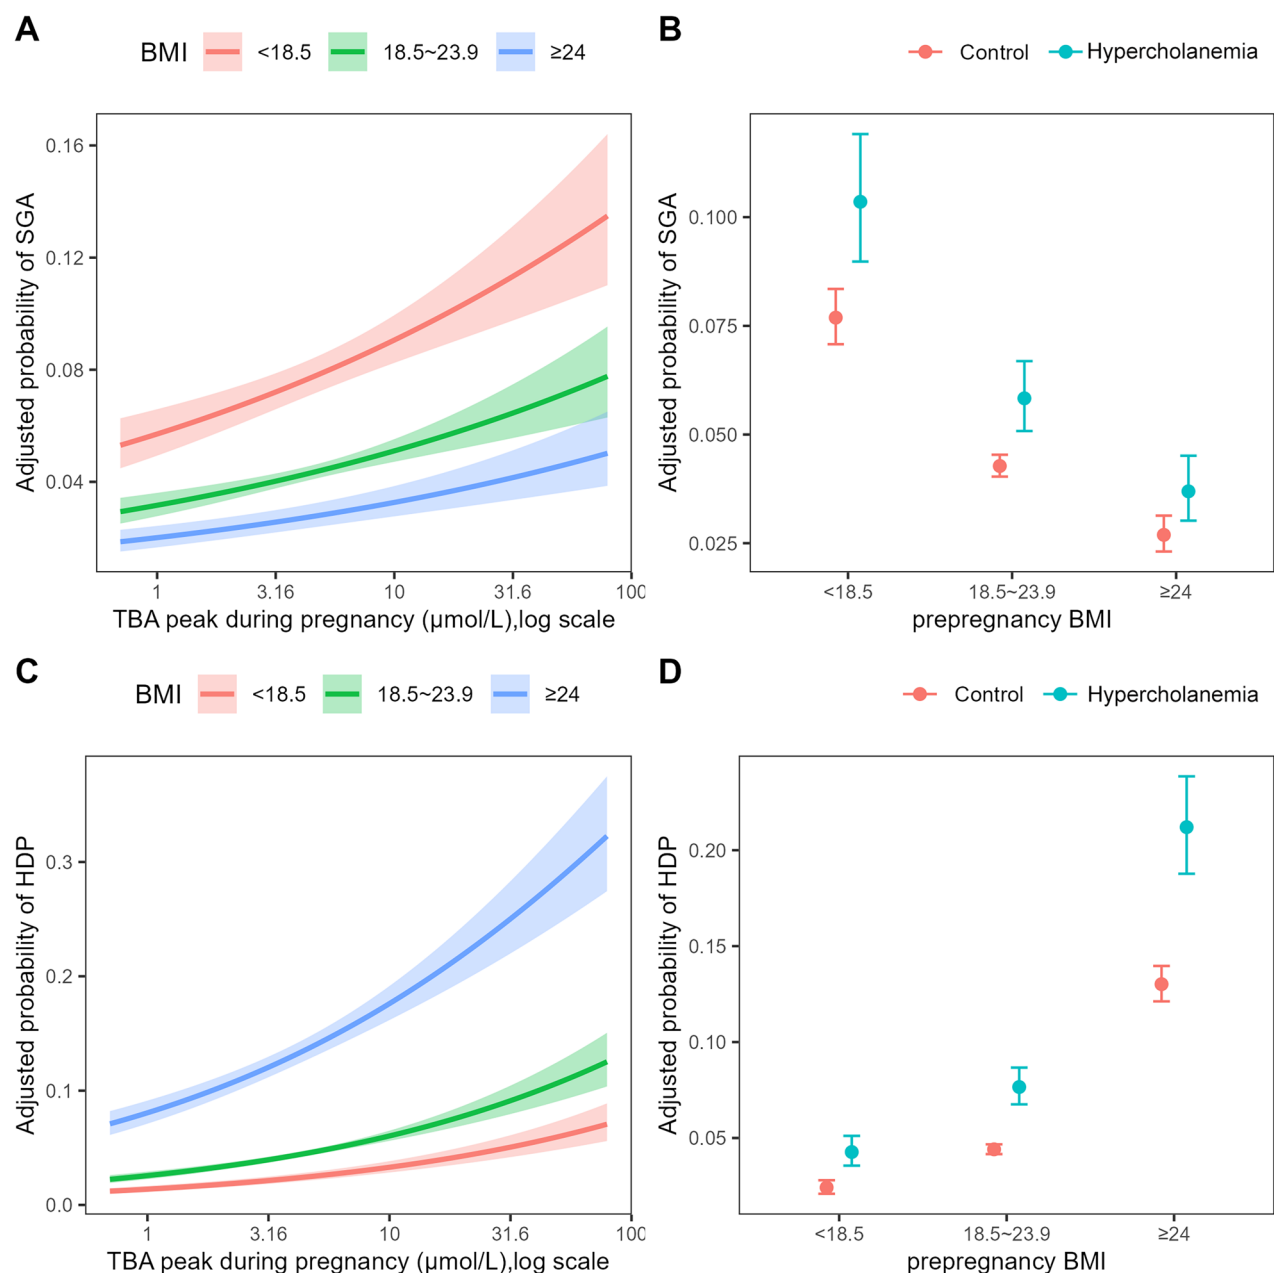 A
BMI <18.5 18.5~23.9 ≥24
Adjusted probability of SGA
0.16
0.12
0.08
0.04
1 3.16 10 31.6 100
TBA peak during pregnancy (μmol/L),log scale
B
Control Hypercholanemia
Adjusted probability of SGA
0.100
0.075
0.050
0.025
<18.5 18.5~23.9 ≥24
prepregnancy BMI
C
BMI <18.5 18.5~23.9 ≥24
Adjusted probability of HDP
0.3
0.2
0.1
0.0
1 3.16 10 31.6 100
TBA peak during pregnancy (μmol/L),log scale
D
Control Hypercholanemia
Adjusted probability of HDP
0.20
0.15
0.10
0.05
<18.5 18.5~23.9 ≥24
prepregnancy BMI